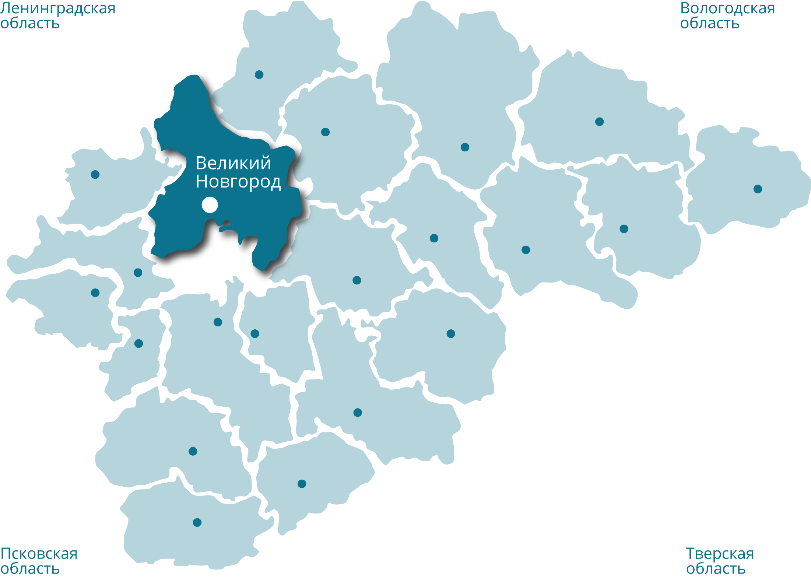 Ленинградская
область
Вологодская
область
Великий
Новгород
Псковская
область
Тверская
область